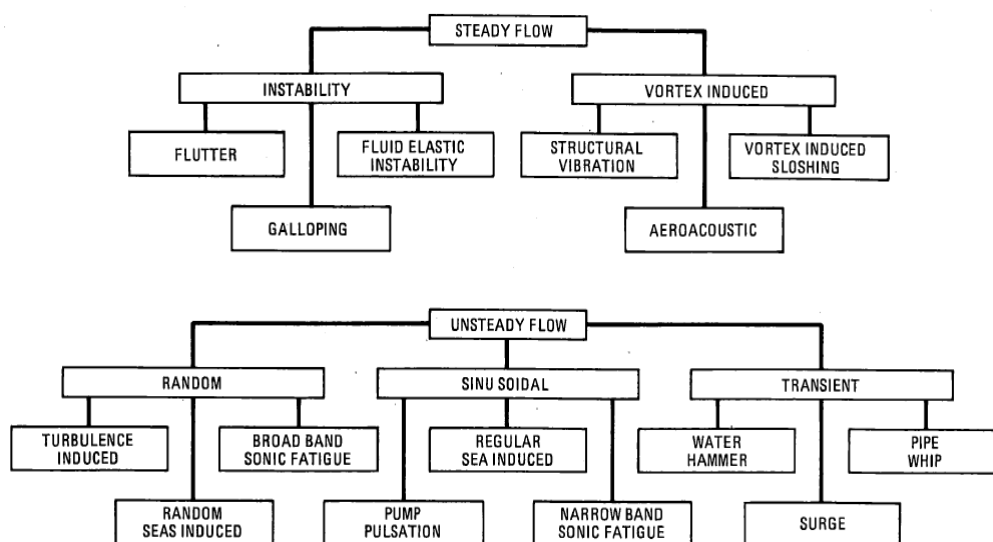 STEADY FLOW
INSTABILITY
VORTEX INDUCED
FLUTTER
FLUID ELASTIC
INSTABILITY
STRUCTURAL
VIBRATION
VORTEX INDUCED
SLOSHING
GALLOPING
AEROACOUSTIC
UNSTEADY FLOW
RANDOM
SINU SOIDAL
TRANSIENT
TURBULENCE
INDUCED
BROAD BAND
SONIC FATIGUE
REGULAR
SEA INDUCED
WATER
HAMMER
PIPE
WHIP
RANDOM
SEAS INDUCED
PUMP
PULSATION
NARROW BAND
SONIC FATIGUE
SURGE